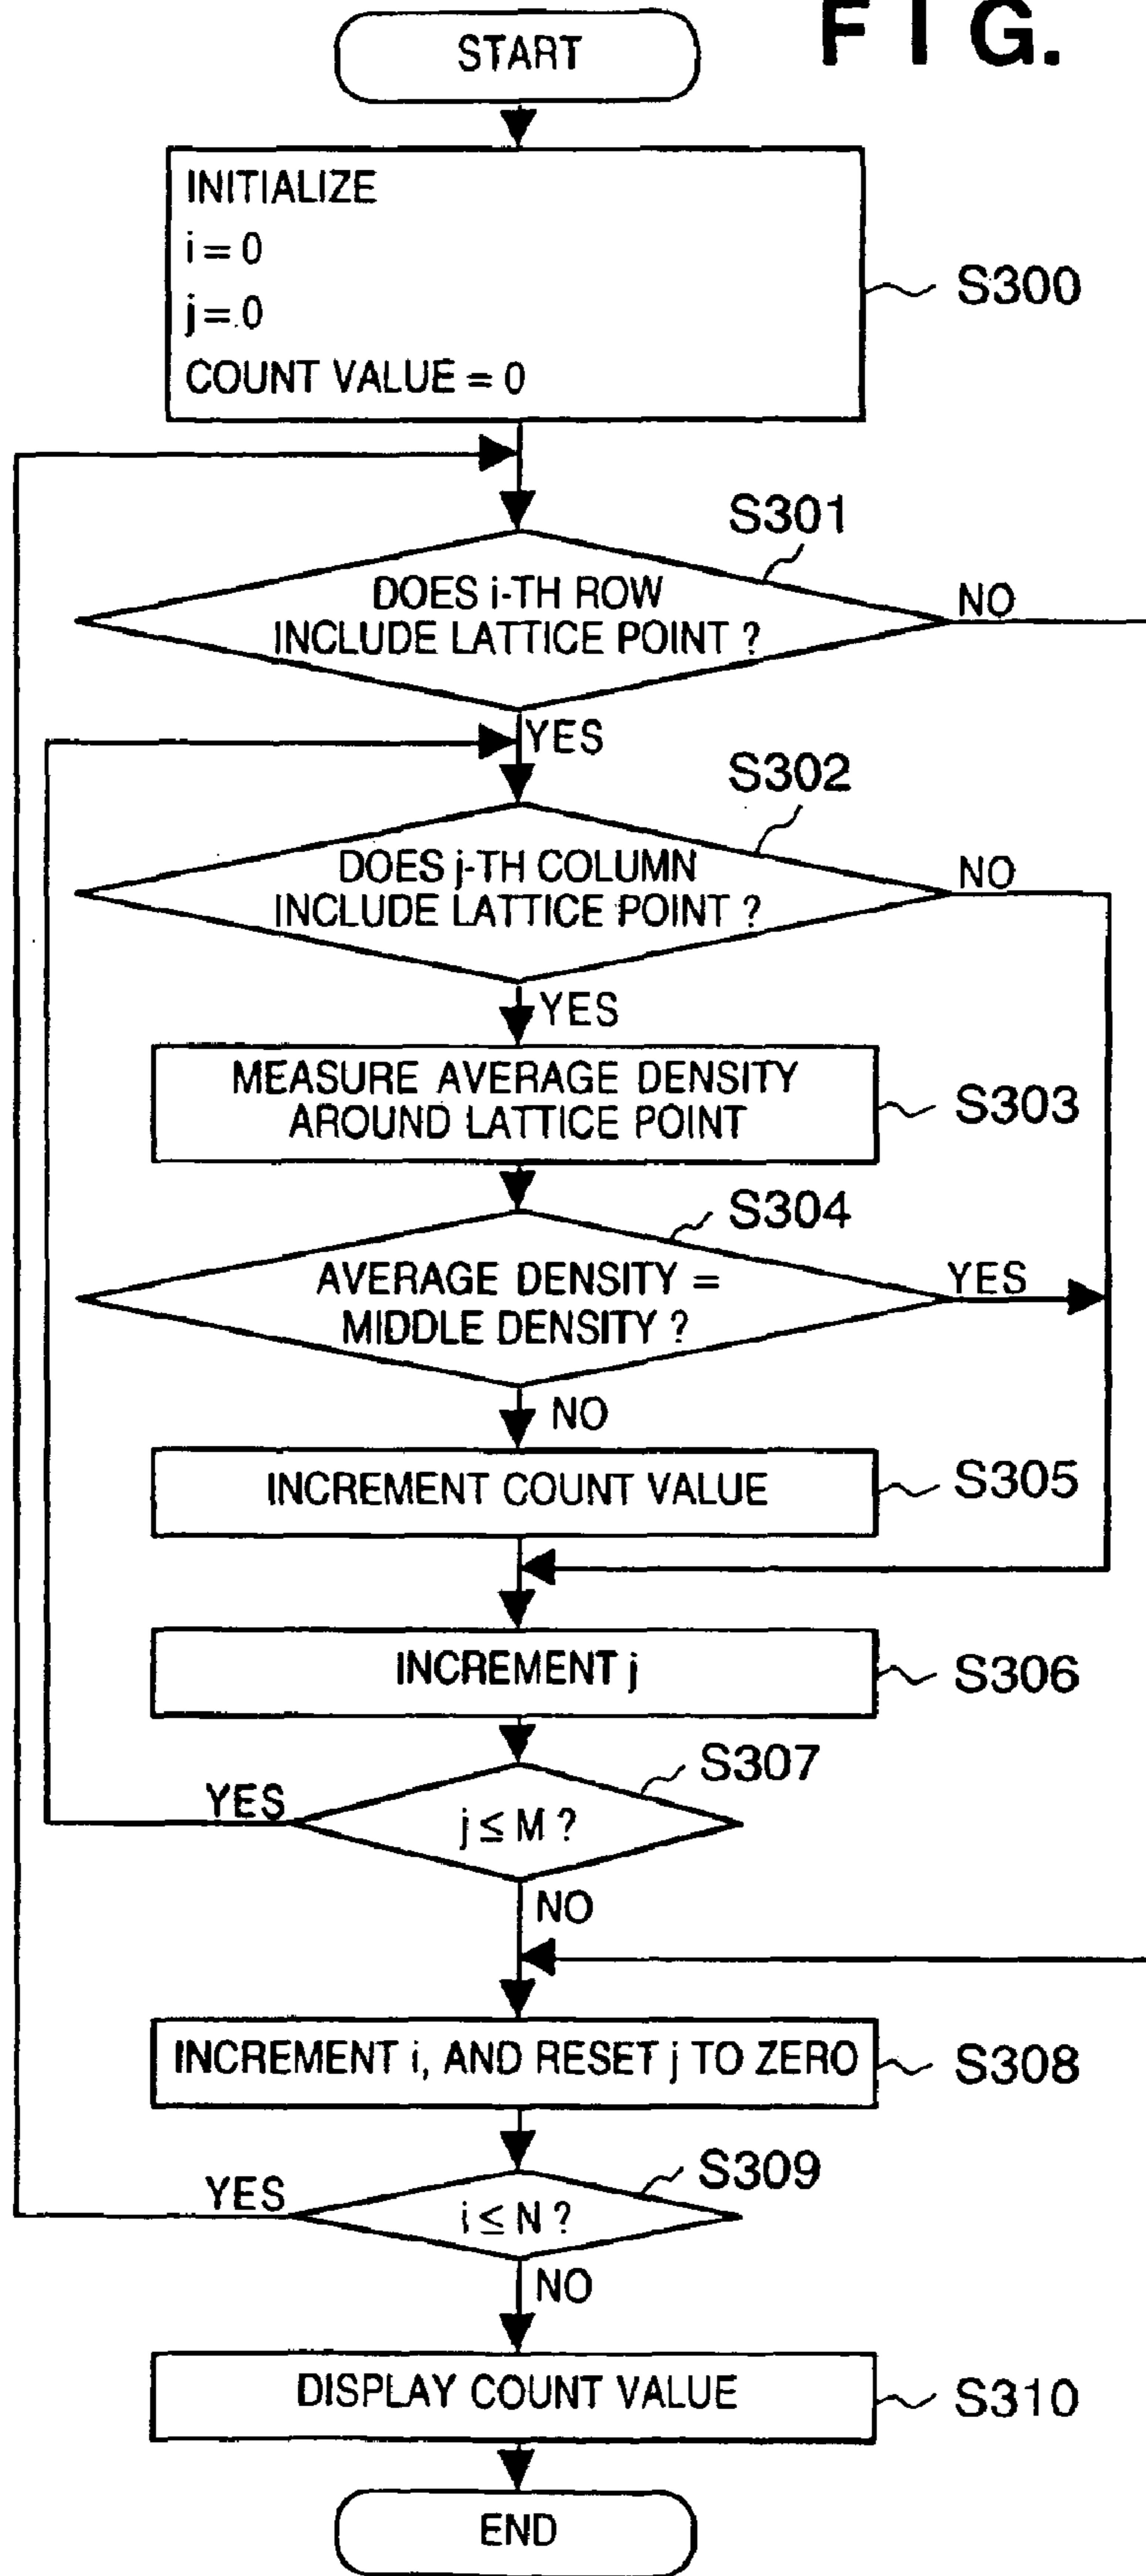 FIG.
START
INITIALIZE
i = 0
j = 0
COUNT VALUE = 0
S300
S301
DOES i-TH ROW
INCLUDE LATTICE POINT ?
NO
YES
S302
DOES j-TH COLUMN
INCLUDE LATTICE POINT ?
NO
YES
MEASURE AVERAGE DENSITY
AROUND LATTICE POINT
S303
S304
AVERAGE DENSITY =
MIDDLE DENSITY ?
YES
NO
INCREMENT COUNT VALUE
S305
INCREMENT j
S306
S307
YES
j ≤ M ?
NO
INCREMENT i, AND RESET j TO ZERO
S308
S309
YES
i ≤ N ?
NO
DISPLAY COUNT VALUE
S310
END